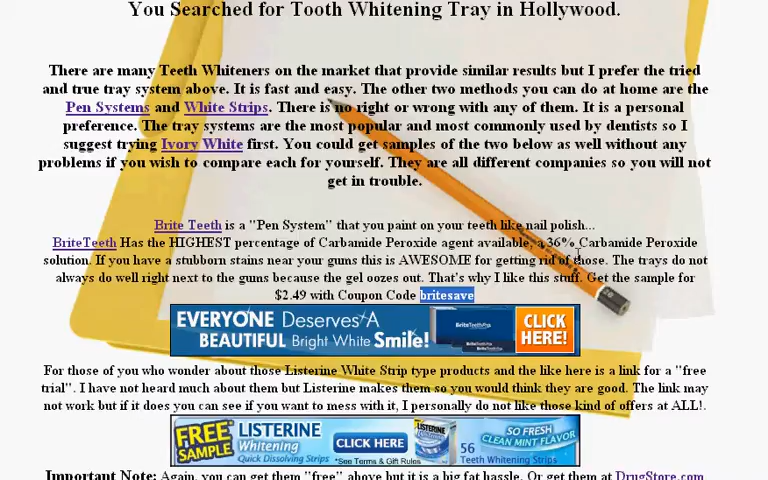 You Searched for Tooth Whitening Tray in Hollywood.
There are many Teeth Whiteners on the market that provide similar results but I prefer the tried
and true tray system above. It is fast and easy. The other two methods you can do at home are the
Pen Systems and White Strips. There is no right or wrong with any of them. It is a personal
preference. The tray systems are the most popular and most commonly used by dentists so I
suggest trying Ivory White first. You could get samples of the two below as well without any
problems if you wish to compare each for yourself. They are all different companies so you will not
get in trouble.
Brite Teeth is a "Pen System" that you paint on your teeth like nail polish...
BriteTeeth Has the HIGHEST percentage of Carbamide Peroxide agent available, a 36% Carbamide Peroxide
solution. If you have a stubborn stains near your gums this is AWESOME for getting rid of those. The trays do not
always do well right next to the guns because the gel oozes out. That's why I like this stuff. Get the sample for
$2.49 with Coupon Code britesave
EVERYONE Deserves A
BEAUTIFUL Bright White Smile!
BriteTeethPro
CLICK
HERE!
For those of you who wonder about those Listerine White Strip type products and the like here is a link for a "free
trial". I have not heard much about them but Listerine makes them so you would think they are good. The link may
not work but if it does you can see if you want to mess with it, I personally do not like those kind of offers at ALL!.
FREE
SAMPLE
LISTERINE
Whitening
Quick Dissolving Strips
CLICK HERE
*See Terms & Gift Rules
LISTERINE
56
SO FRESH
CLEAN MINT FLAVOR
Teeth Whitening Strips
Important Note: Again, you can get them "free" above but it is a big fat hassle. Or get them at DrugStore.com